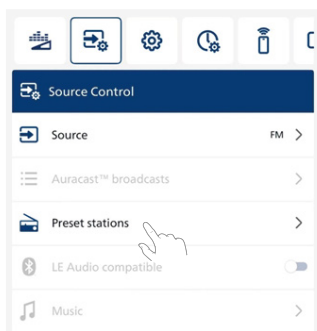 Source Control
Source FM
Auracast™ broadcasts
Preset stations
LE Audio compatible
Music